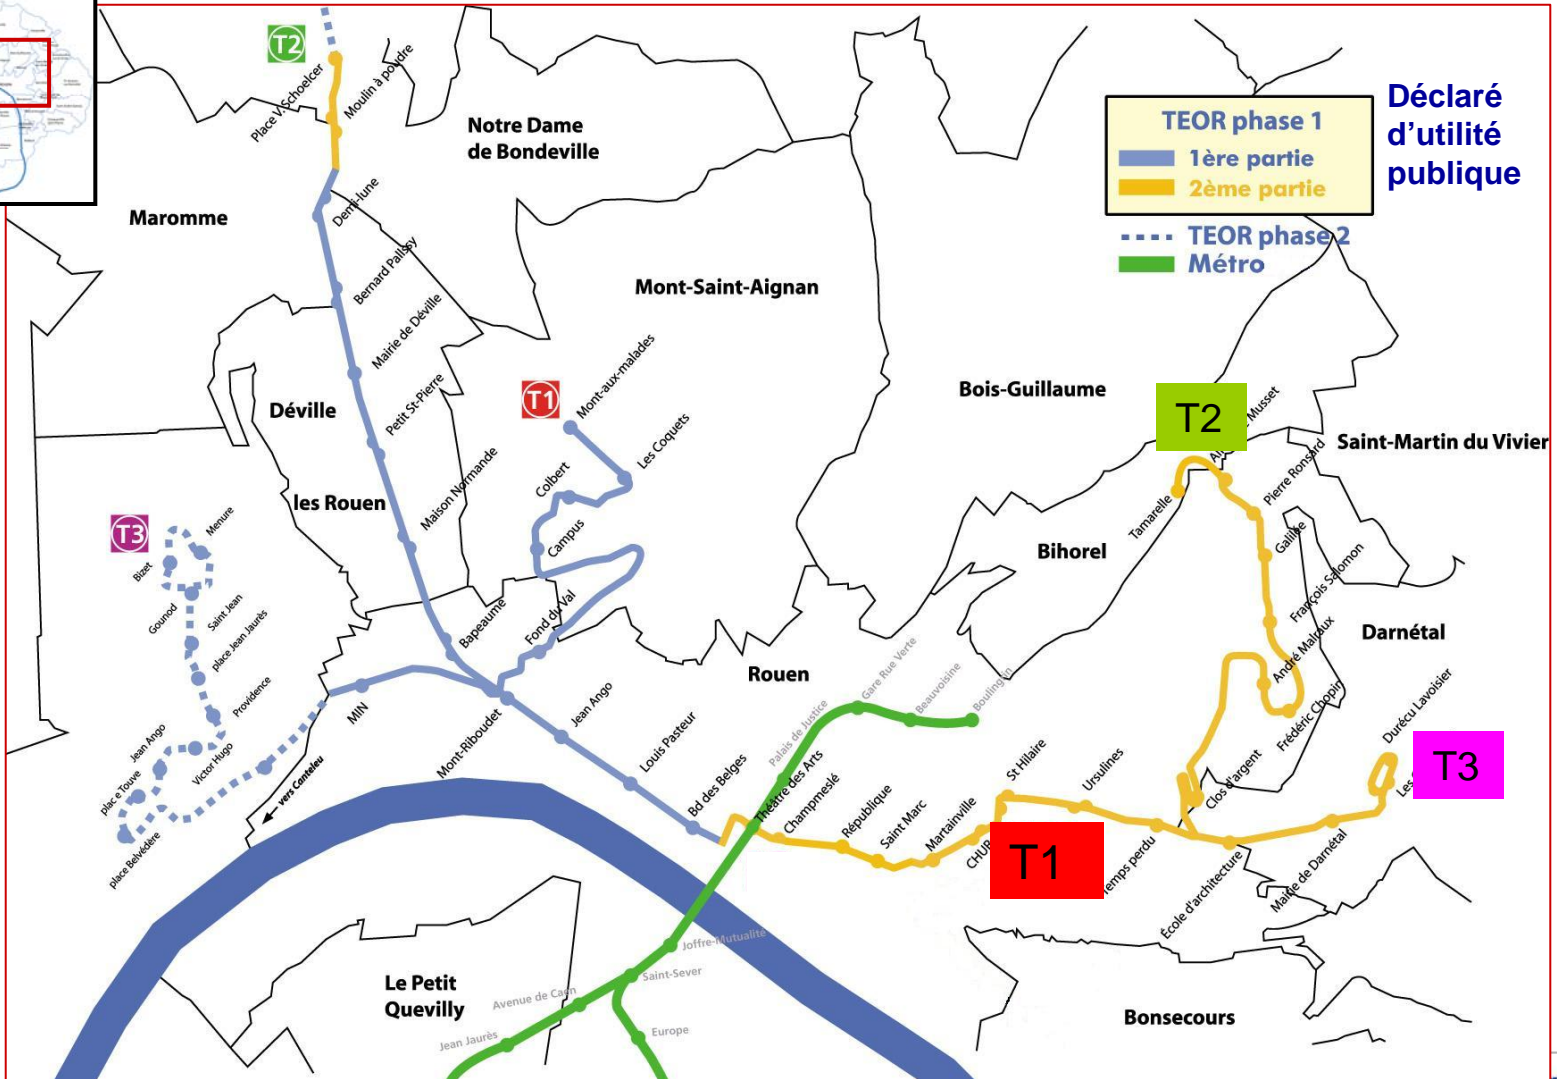 T2
Place V. Schoelcer
Moulin à poudre
Notre Dame
de Bondeville
TEOR phase 1
1ère partie
2ème partie
TEOR phase 2
Métro
Déclaré
d’utilité
publique
Maromme
Demi-lune
Bernard Palissy
Mairie de Déville
Petit St-Pierre
Maison Normande
Mont-Saint-Aignan
Déville
les Rouen
T1
Mont-aux-malades
Les Coquets
Colbert
Campus
Fond du Val
Bapeaume
Bois-Guillaume
T2
Musset
Saint-Martin du Vivier
Pierre Ronsard
Tamarelle
Galilée
François Salomon
Bihorel
André Malraux
Darnétal
Frédéric Chopin
Clos d'argent
T3
Menure
Bizet
Gounod
Saint Jean
place Jean Jaurès
Providence
Jean Ango
Victor Hugo
place Touve
place Belvédère
vers Canteleu
MIN
Mont-Riboudet
Jean Ango
Louis Pasteur
Bd des Belges
Rouen
Palais de Justice
Gare Rue Verte
Beauvoisine
Boulingrin
Théâtre des Arts
Champmeslé
République
Saint Marc
Martainville
CHUR
T1
St Hilaire
Ursulines
Temps perdu
École d'architecture
Mairie de Darnétal
Durécu Lavoisier
Les
T3
Joffre-Mutualité
Saint-Sever
Avenue de Caen
Jean Jaurès
Europe
Le Petit
Quevilly
Bonsecours